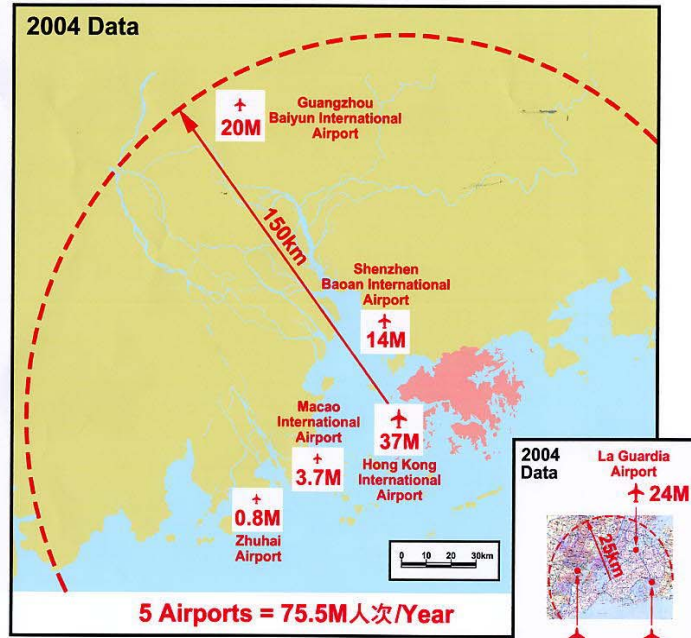 2004 Data
20M
Guangzhou
Baiyun International
Airport
150km
Shenzhen
Baoan International
Airport
14M
Macao
International
Airport
3.7M
37M
Hong Kong
International
Airport
0.8M
Zhuhai
Airport
0 10 20 30km
5 Airports = 75.5M人次/Year
2004
Data
La Guardia
Airport
24M
25km